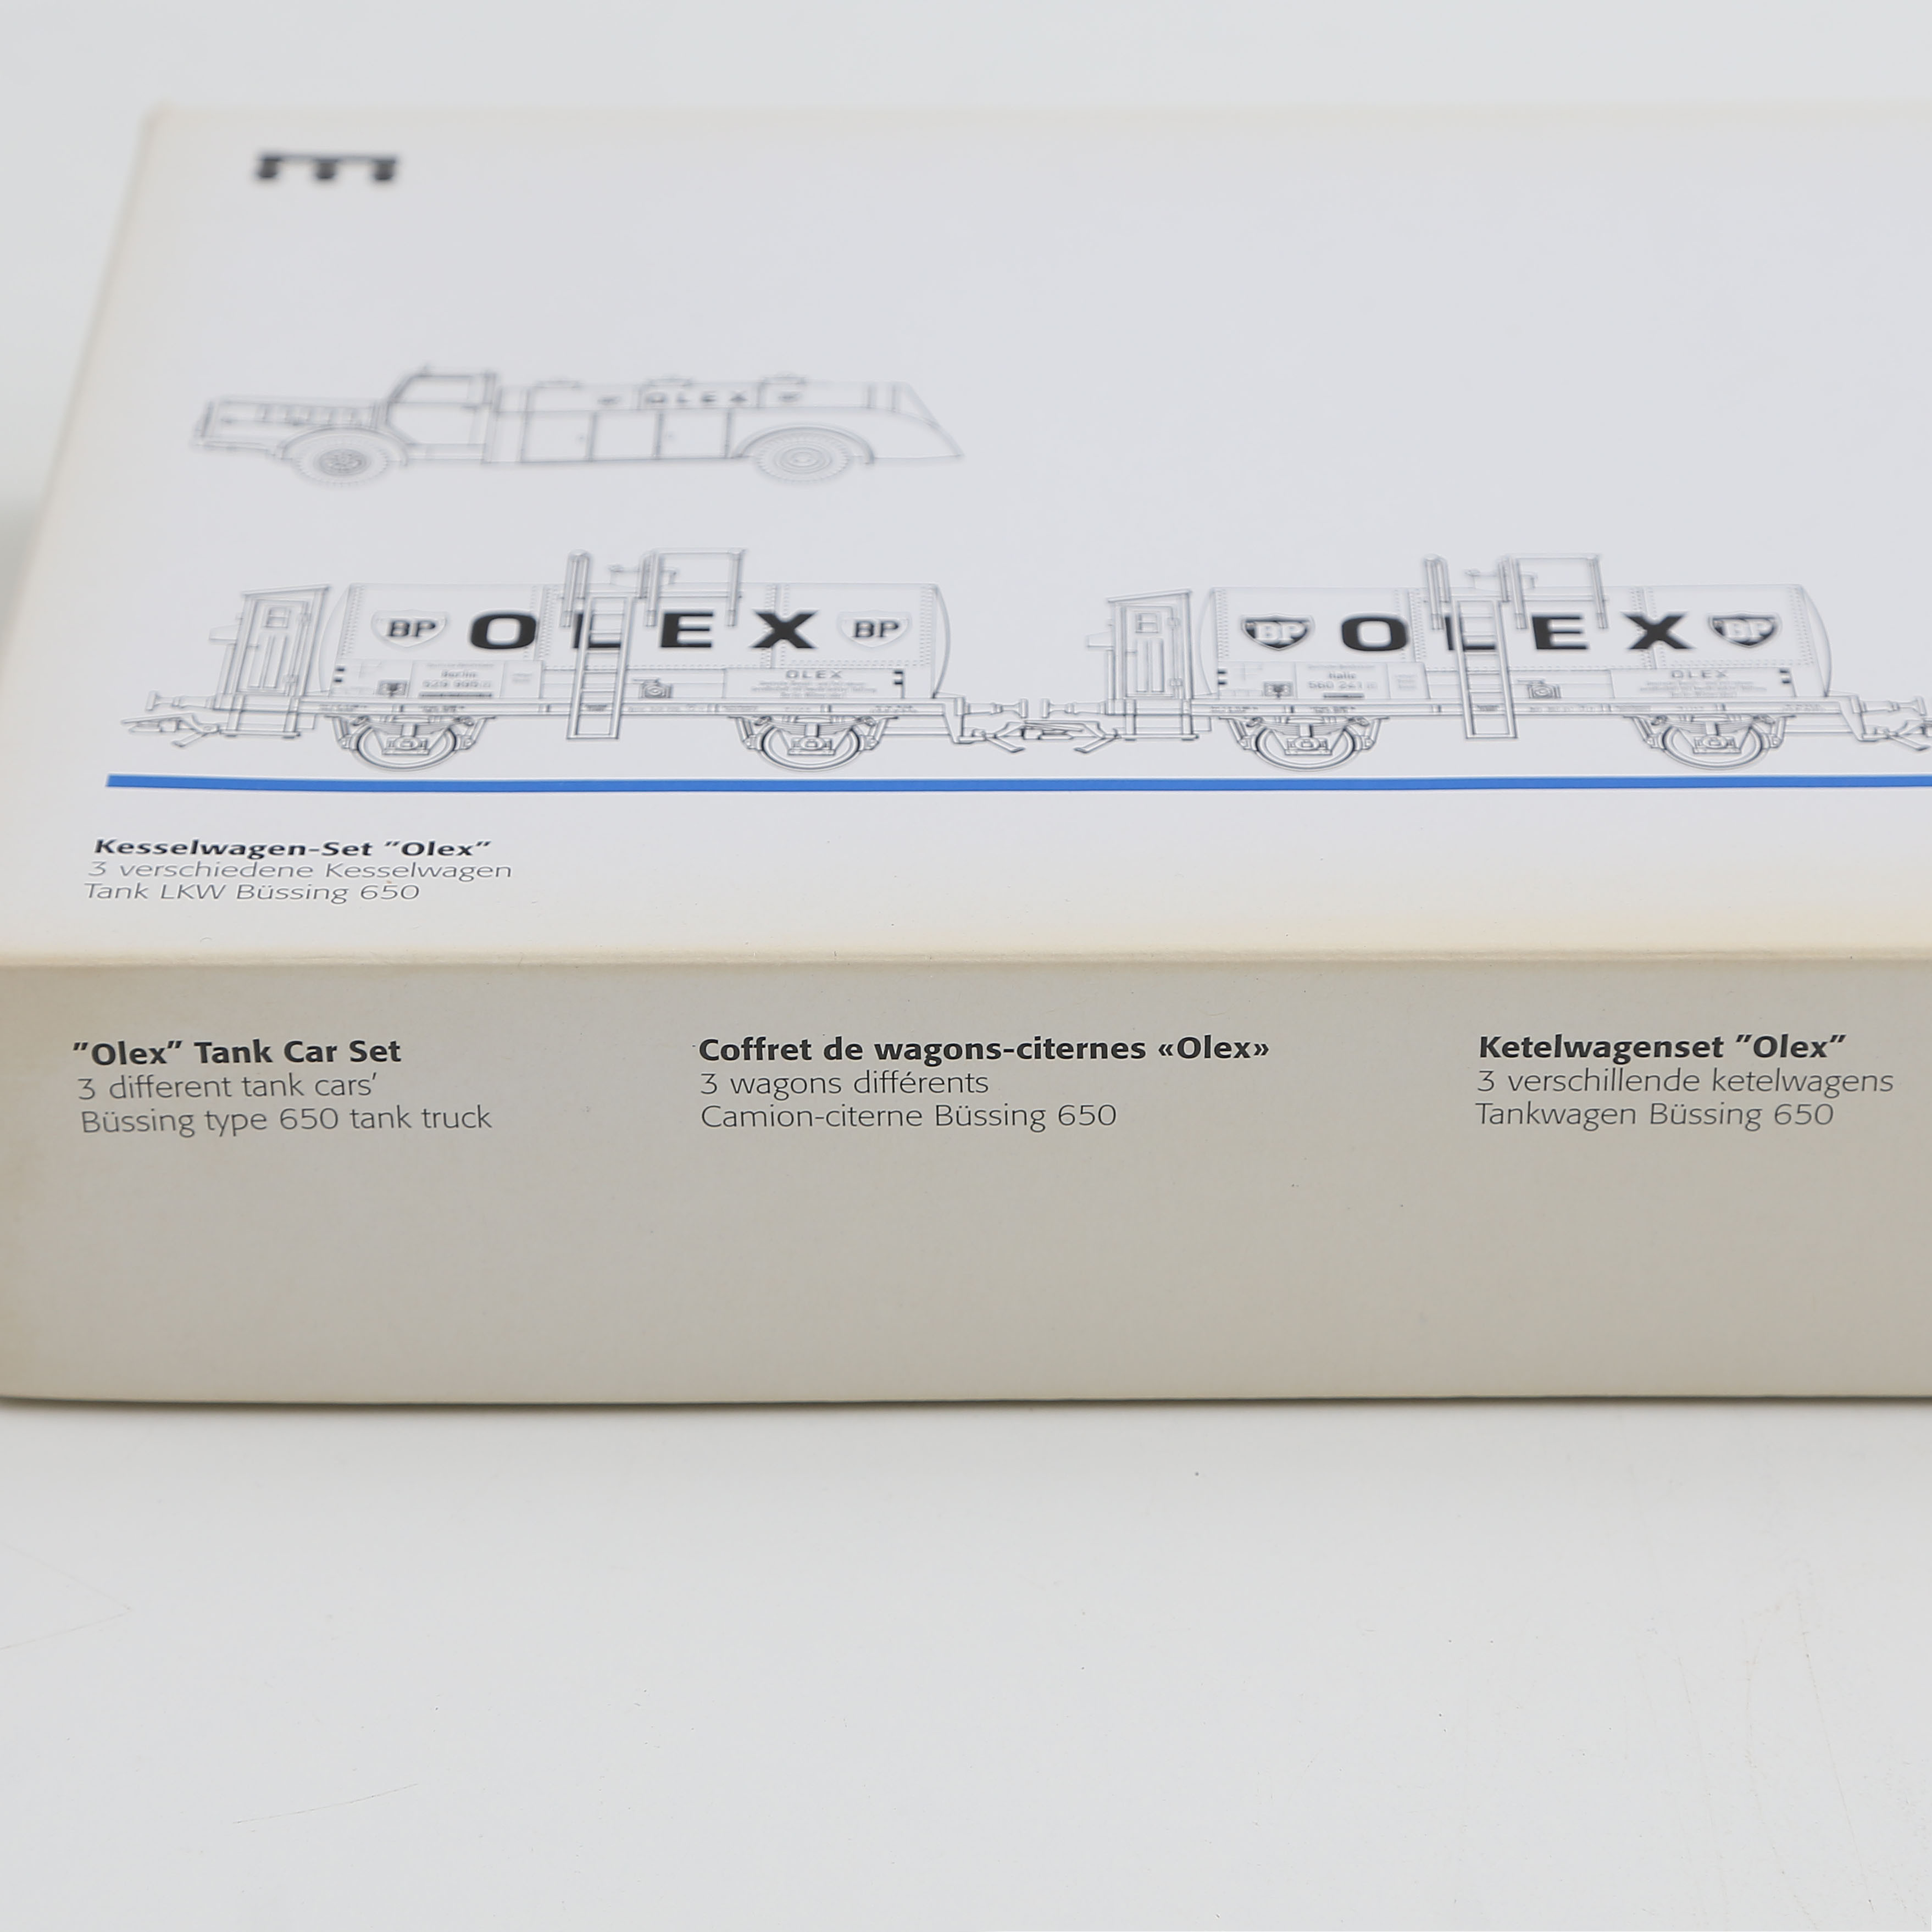 OLEX
BP OLEX BP
BP OLEX BP
Berlin
OLEX
Halle
OLEX
Kesselwagen-Set "Olex"
3 verschiedene Kesselwagen
Tank LKW Büssing 650
"Olex" Tank Car Set
3 different tank cars'
Büssing type 650 tank truck
Coffret de wagons-citernes «Olex»
3 wagons différents
Camion-citerne Büssing 650
Ketelwagenset "Olex"
3 verschillende ketelwagens
Tankwagen Büssing 650